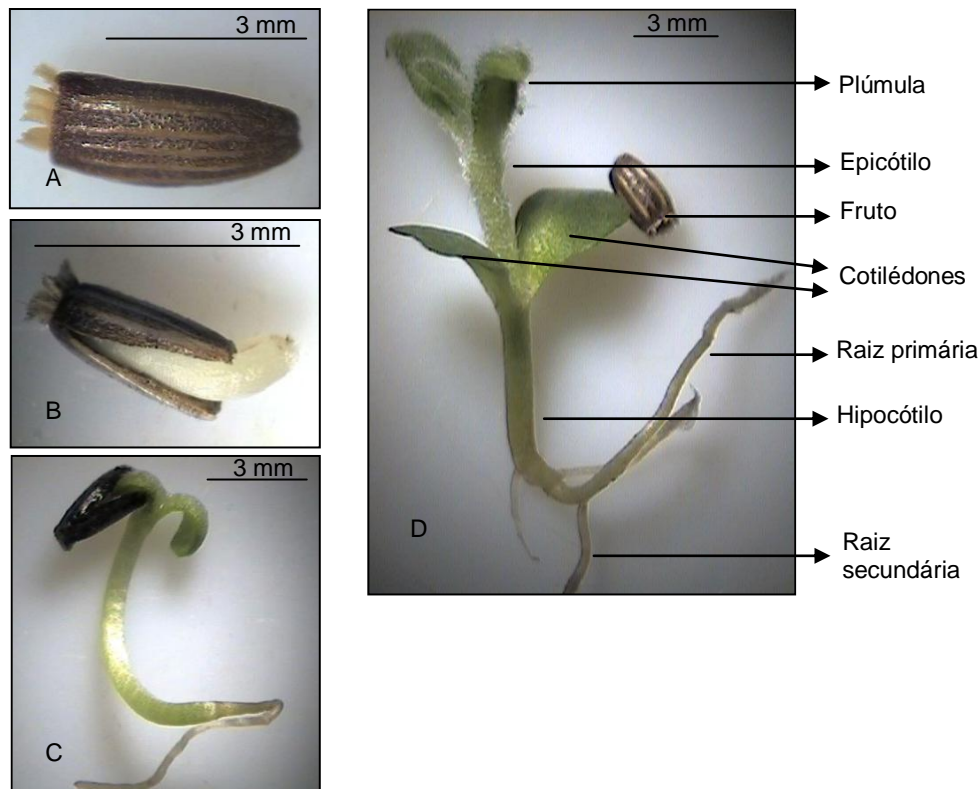 3 mm
A
3 mm
B
3 mm
C
3 mm
D
Plúmula
Epicótilo
Fruto
Cotilédones
Raiz primária
Hipocótilo
Raiz
secundária